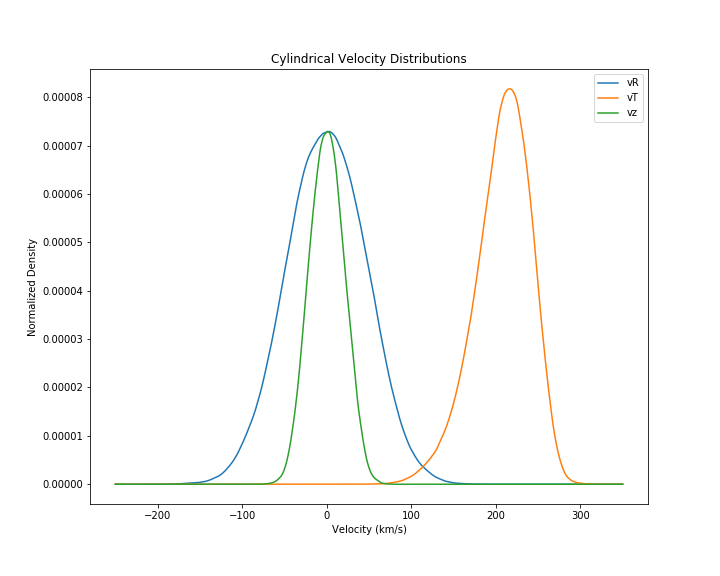 Cylindrical Velocity Distributions
vR
vT
vz
0.00008
0.00007
0.00006
0.00005
0.00004
0.00003
0.00002
0.00001
0.00000
Normalized Density
−200
−100
0
100
200
300
Velocity (km/s)